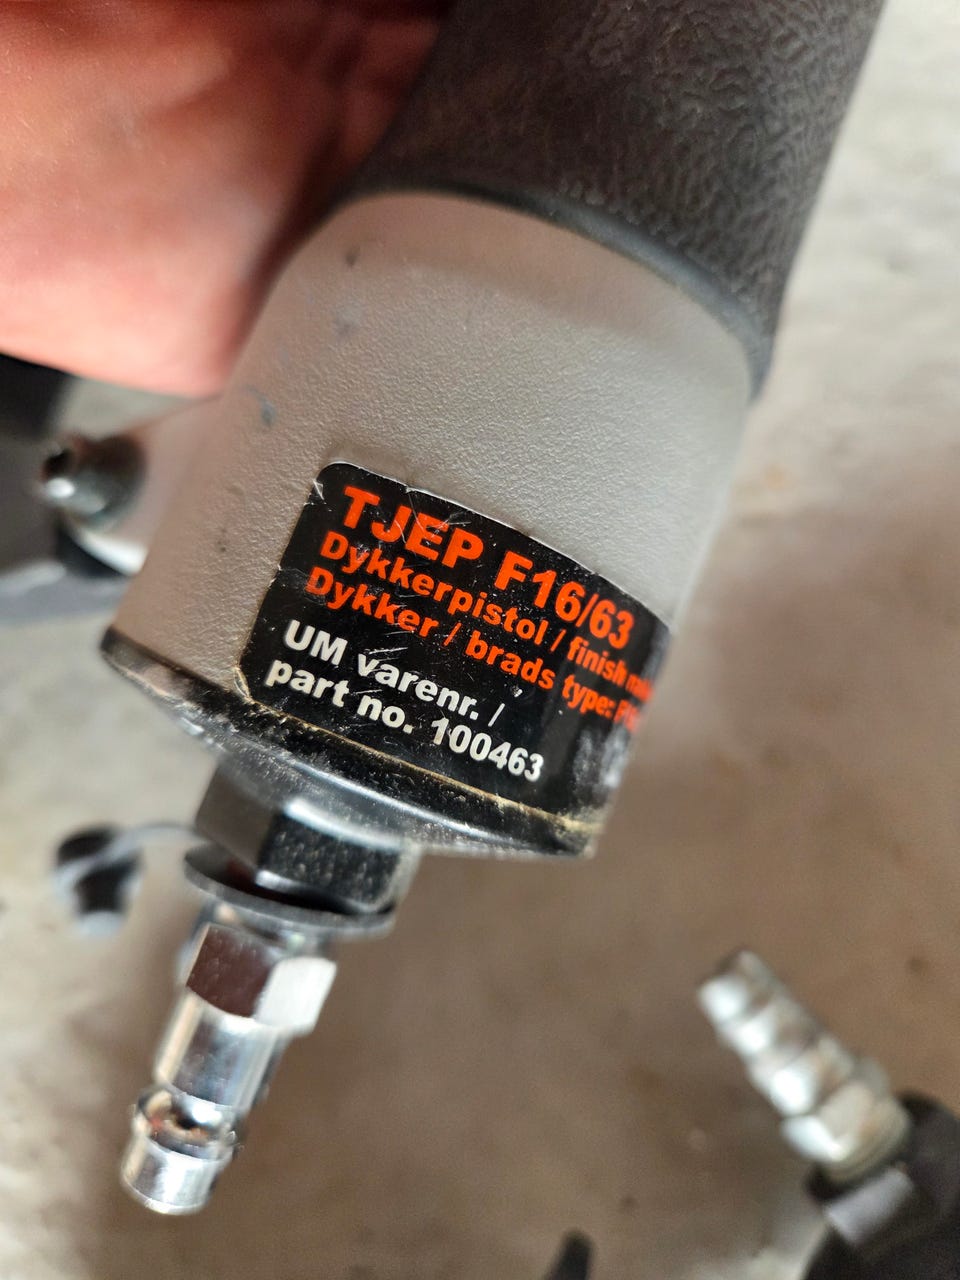 TJEP F16/63
Dykkerpistol / finish
Dykker / brads type:
UM varenr. /
part no. 100463